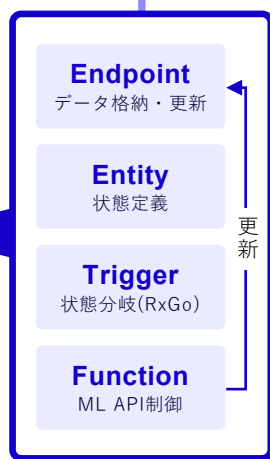 Endpoint
データ格納・更新
Entity
状態定義
Trigger
状態分岐(RxGo)
Function
ML API制御
更新